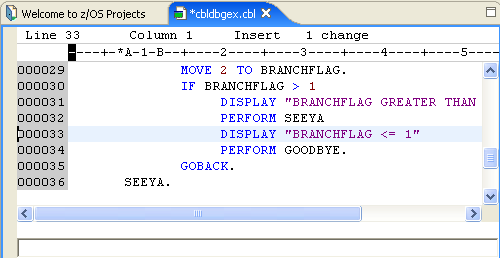 Welcome to z/OS Projects *cbldbgex.cbl
Line 33 Column 1 Insert 1 change
----+-*A-1-B--+----2----+----3----+----4----+----5----
000029 MOVE 2 TO BRANCHFLAG.
000030 IF BRANCHFLAG > 1
000031 DISPLAY "BRANCHFLAG GREATER THAN
000032 PERFORM SEEYA
000033 DISPLAY "BRANCHFLAG <= 1"
000034 PERFORM GOODBYE.
000035 GOBACK.
000036 SEEYA.